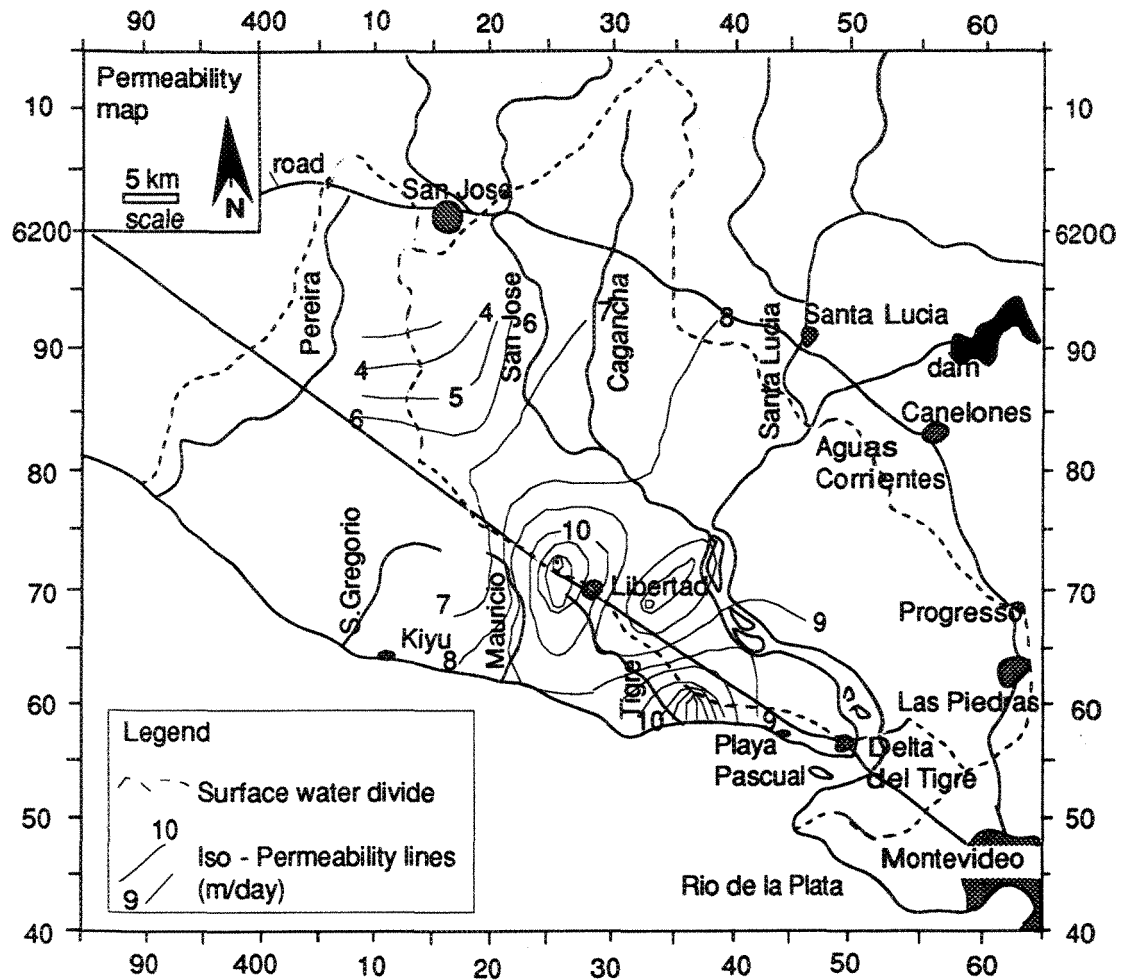 90 400 10 20 30 40 50 60
Permeability
map
5 km
scale
N
10
10
road
San Jose
6200
6200
Pereira
San Jose
Cagancha
Santa Lucia
4
6
7
8
Santa Lucia
90
90
4
dam
5
6
Canelones
Aguas
Corrientes
80
80
10
S.Gregorio
Mauricio
70
Libertad
70
7
9
Progresso
Kiyu
8
Tigre
60
10
9
Las Piedras
60
Playa
Pascual
Delta
del Tigre
Legend
Surface water divide
10
Iso - Permeability lines
(m/day)
9
50
50
Montevideo
Rio de la Plata
40
40
90 400 10 20 30 40 50 60